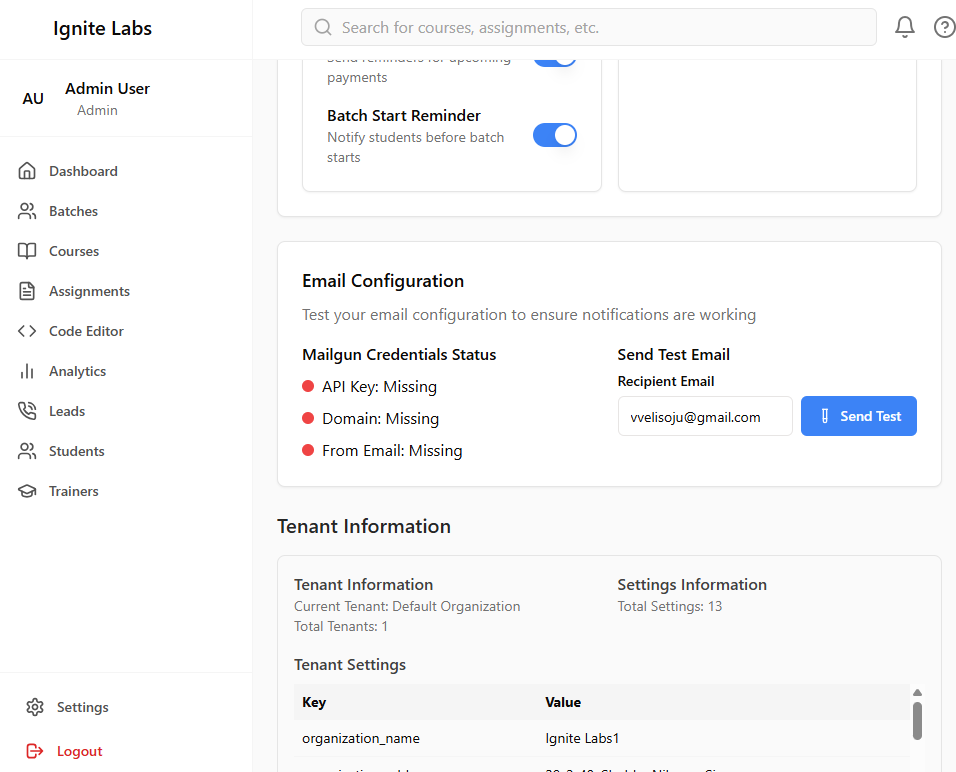 Ignite Labs
Search for courses, assignments, etc.
AU
Admin User
Admin
Dashboard
Batches
Courses
Assignments
Code Editor
Analytics
Leads
Students
Trainers
Settings
Logout
Send reminders for upcoming
payments
Batch Start Reminder
Notify students before batch
starts
Email Configuration
Test your email configuration to ensure notifications are working
Mailgun Credentials Status
API Key: Missing
Domain: Missing
From Email: Missing
Send Test Email
Recipient Email
vvelisoju@gmail.com
Send Test
Tenant Information
Tenant Information
Current Tenant: Default Organization
Total Tenants: 1
Settings Information
Total Settings: 13
Tenant Settings
Key Value
organization_name Ignite Labs1